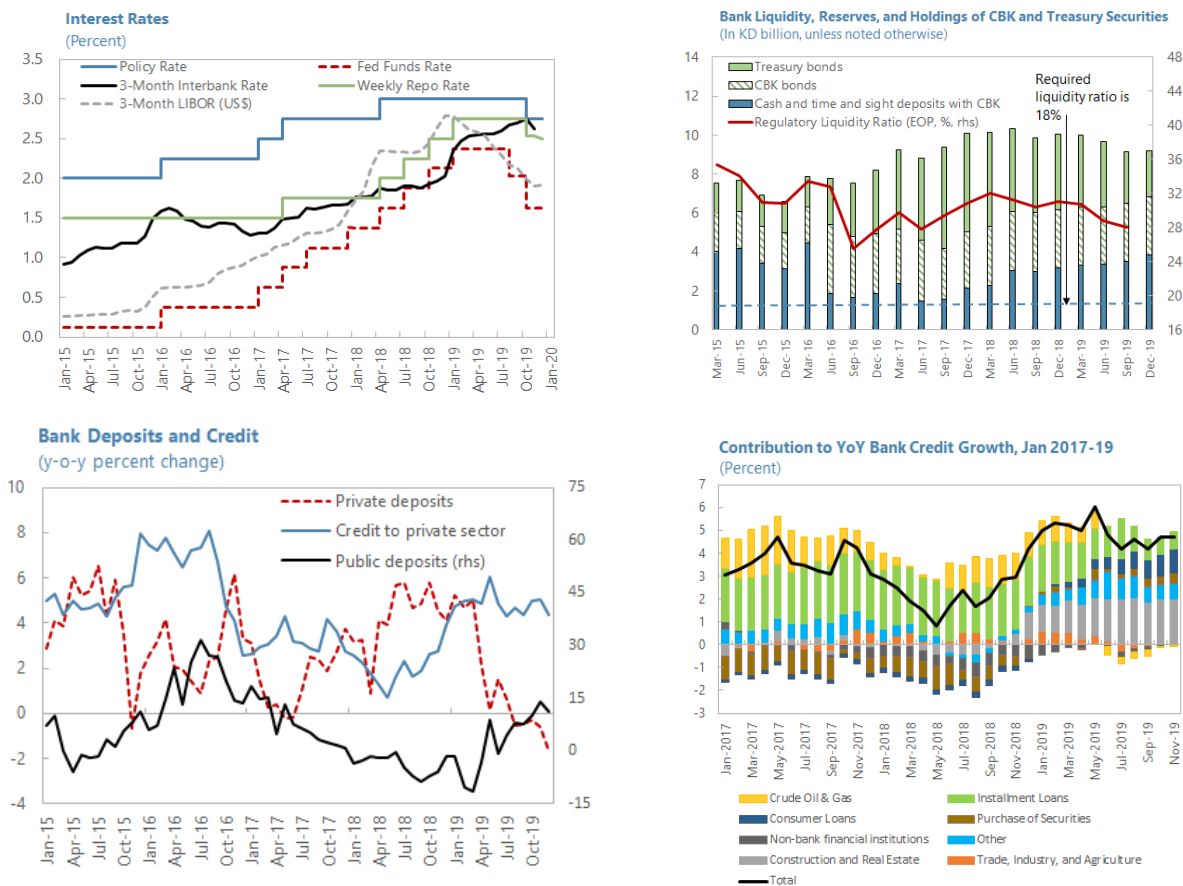 Interest Rates
(Percent)
3.5
3.0
2.5
2.0
1.5
1.0
0.5
0.0
Policy Rate
Fed Funds Rate
3-Month Interbank Rate
Weekly Repo Rate
3-Month LIBOR (US$)
Jan-15
Apr-15
Jul-15
Oct-15
Jan-16
Apr-16
Jul-16
Oct-16
Jan-17
Apr-17
Jul-17
Oct-17
Jan-18
Apr-18
Jul-18
Oct-18
Jan-19
Apr-19
Jul-19
Oct-19
Jan-20
Bank Liquidity, Reserves, and Holdings of CBK and Treasury Securities
(In KD billion, unless noted otherwise)
14
12
10
8
6
4
2
0
48
44
40
36
32
28
24
20
16
Treasury bonds
CBK bonds
Cash and time and sight deposits with CBK
Regulatory Liquidity Ratio (EOP, %, rhs)
Required
liquidity ratio is
18%
Mar-15
Jun-15
Sep-15
Dec-15
Mar-16
Jun-16
Sep-16
Dec-16
Mar-17
Jun-17
Sep-17
Dec-17
Mar-18
Jun-18
Sep-18
Dec-18
Mar-19
Jun-19
Sep-19
Dec-19
Bank Deposits and Credit
(y-o-y percent change)
10
8
6
4
2
0
-2
-4
75
60
45
30
15
0
-15
Private deposits
Credit to private sector
Public deposits (rhs)
Jan-15
Apr-15
Jul-15
Oct-15
Jan-16
Apr-16
Jul-16
Oct-16
Jan-17
Apr-17
Jul-17
Oct-17
Jan-18
Apr-18
Jul-18
Oct-18
Jan-19
Apr-19
Jul-19
Oct-19
Contribution to YoY Bank Credit Growth, Jan 2017-19
(Percent)
7
6
5
4
3
2
1
0
-1
-2
-3
Jan-2017
Mar-2017
May-2017
Jul-2017
Sep-2017
Nov-2017
Jan-2018
Mar-2018
May-2018
Jul-2018
Sep-2018
Nov-2018
Jan-2019
Mar-2019
May-2019
Jul-2019
Sep-19
Nov-19
Crude Oil & Gas
Installment Loans
Consumer Loans
Purchase of Securities
Non-bank financial institutions
Other
Construction and Real Estate
Trade, Industry, and Agriculture
Total